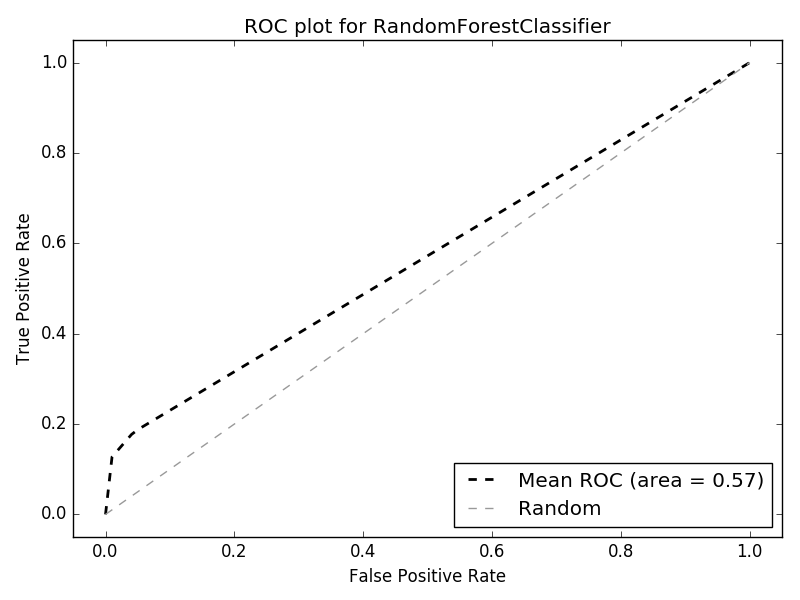 ROC plot for RandomForestClassifier
1.0
0.8
0.6
0.4
0.2
0.0
True Positive Rate
Mean ROC (area = 0.57)
Random
0.0 0.2 0.4 0.6 0.8 1.0
False Positive Rate